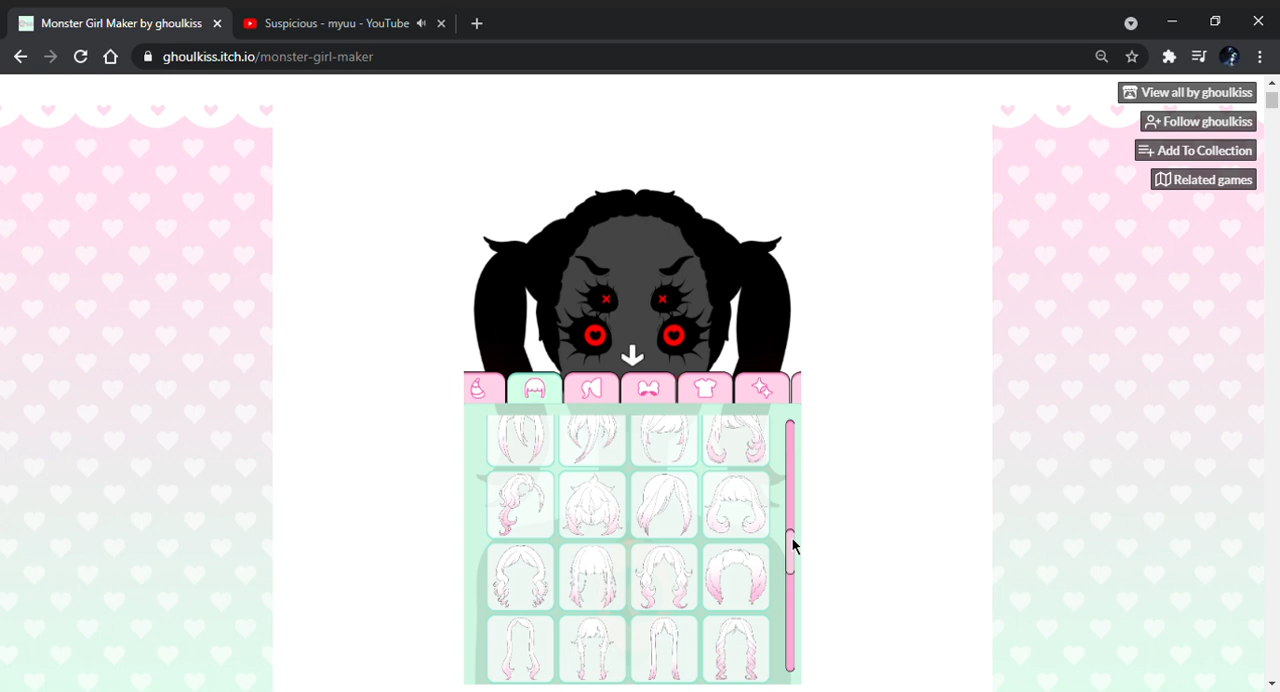 Monster Girl Maker by ghoulkiss
Suspicious - myuu - YouTube
ghoulkiss.itch.io/monster-girl-maker
View all by ghoulkiss
Follow ghoulkiss
Add To Collection
Related games